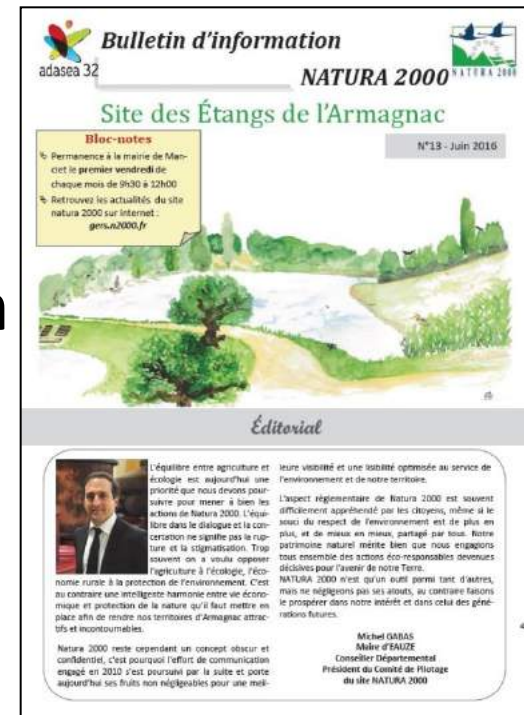 Bulletin d'information
adasea 32
NATURA 2000
NATURA 2000
Site des Étangs de l'Armagnac
Bloc-notes
Permanence à la mairie de Man-
ciet le premier vendredi de
chaque mois de 9h30 à 12h00
Retrouvez les actualités du site
natura 2000 sur internet :
gers.n2000.fr
N°13 - Juin 2016
Éditorial
L'équilibre entre agriculture et
écologie est aujourd'hui une
priorité que nous devons pour-
suivre pour mener à bien les
actions de Natura 2000. L'équi-
libre dans le dialogue et la con-
certation ne signifie pas la rup-
ture et la stigmatisation. Trop
souvent on a voulu opposer
l'agriculture à l'écologie, l'éco-
nomie rurale à la protection de l'environnement. C'est
au contraire une intelligente harmonie entre vie écono-
mique et protection de la nature qu'il faut mettre en
place afin de rendre nos territoires d'Armagnac attrac-
tifs et incontournables.
Natura 2000 reste cependant un concept obscur et
confidentiel, c'est pourquoi l'effort de communication
engagé en 2010 s'est poursuivi par la suite et porte
aujourd'hui ses fruits non négligeables pour une meil-
leure visibilité et une lisibilité optimisée au service de
l'environnement et de notre territoire.
L'aspect réglementaire de Natura 2000 est souvent
difficilement appréhendé par les citoyens, même si le
souci du respect de l'environnement est de plus en
plus, et de mieux en mieux, partagé par tous. Notre
patrimoine naturel mérite bien que nous engagions
tous ensemble des actions éco-responsables devenues
décisives pour l'avenir de notre Terre.
NATURA 2000 n'est qu'un outil parmi tant d'autres,
mais ne négligeons pas ses atouts, au contraire faisons
le prospérer dans notre intérêt et dans celui des géné-
rations futures.
Michel GABAS
Maire d'EAUZE
Conseiller Départemental
Président du Comité de Pilotage
du site NATURA 2000